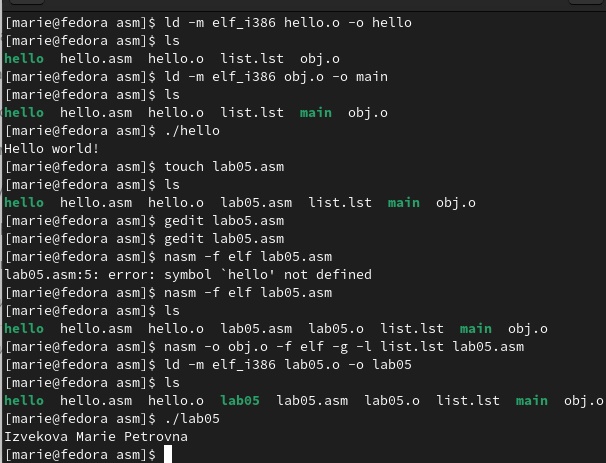 [marie@fedora asm]$ ld -m elf_i386 hello.o -o hello
[marie@fedora asm]$ ls
hello  hello.asm  hello.o  list.lst  obj.o
[marie@fedora asm]$ ld -m elf_i386 obj.o -o main
[marie@fedora asm]$ ls
hello  hello.asm  hello.o  list.lst  main  obj.o
[marie@fedora asm]$ ./hello
Hello world!
[marie@fedora asm]$ touch lab05.asm
[marie@fedora asm]$ ls
hello  hello.asm  hello.o  lab05.asm  list.lst  main  obj.o
[marie@fedora asm]$ gedit labo5.asm
[marie@fedora asm]$ gedit lab05.asm
[marie@fedora asm]$ nasm -f elf lab05.asm
lab05.asm:5: error: symbol `hello' not defined
[marie@fedora asm]$ nasm -f elf lab05.asm
[marie@fedora asm]$ ls
hello  hello.asm  hello.o  lab05.asm  lab05.o  list.lst  main  obj.o
[marie@fedora asm]$ nasm -o obj.o -f elf -g -l list.lst lab05.asm
[marie@fedora asm]$ ld -m elf_i386 lab05.o -o lab05
[marie@fedora asm]$ ls
hello  hello.asm  hello.o  lab05  lab05.asm  lab05.o  list.lst  main  obj.o
[marie@fedora asm]$ ./lab05
Izvekova Marie Petrovna
[marie@fedora asm]$